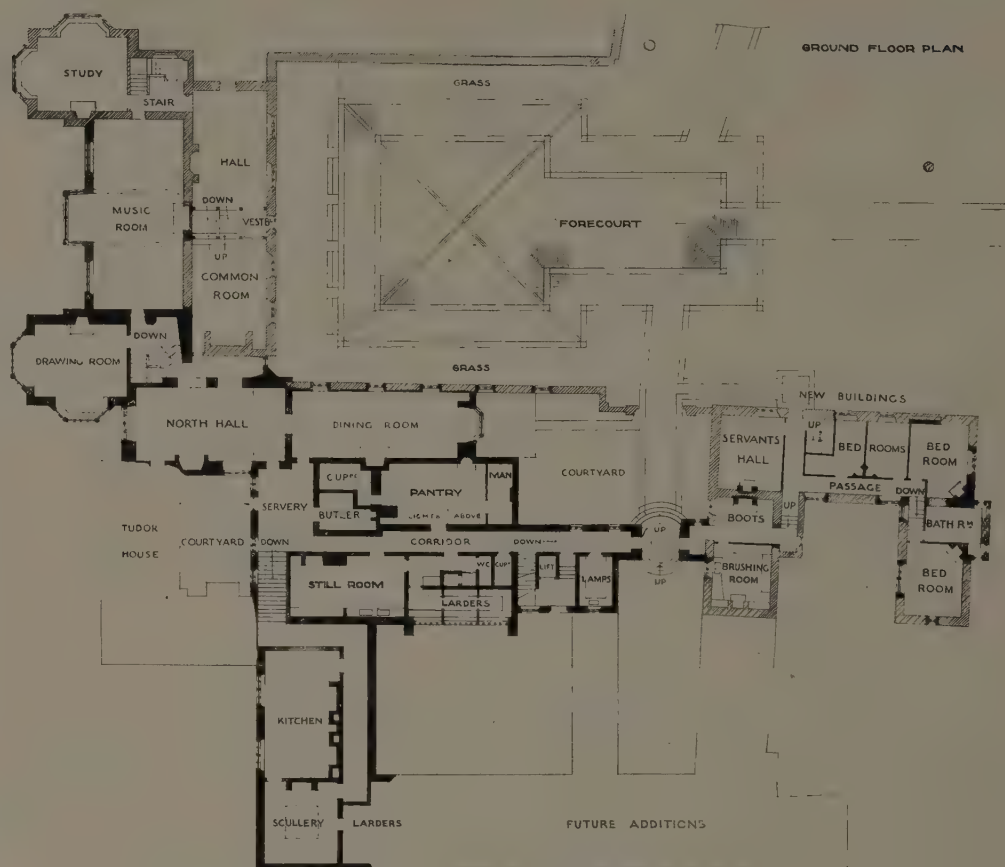 GROUND FLOOR PLAN
STUDY
STAIR
GRASS
HALL
DOWN
VESTB
MUSIC
ROOM
FORECOURT
UP
COMMON
ROOM
DOWN
DRAWING ROOM
GRASS
NEW BUILDINGS
NORTH HALL
DINING ROOM
SERVANTS
HALL
UP
BED
ROOMS
BED
ROOM
COURTYARD
CUPD
PANTRY
MAN
LIGHTED ABOVE
SERVERY
BUTLER
PASSAGE
DOWN
UP
BOOTS
BATH RM
TUDOR
HOUSE
COURTYARD
DOWN
CORRIDOR
DOWN
UP
UP
STILL ROOM
WC
CUPD
LIFT
LAMPS
BRUSHING
ROOM
BED
ROOM
LARDERS
KITCHEN
SCULLERY
LARDERS
FUTURE ADDITIONS